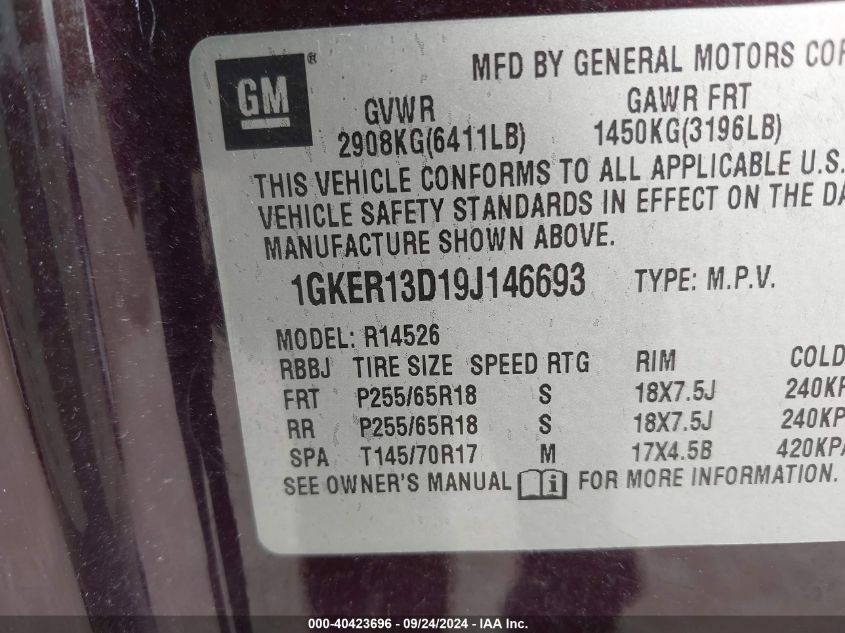 GM ®
MFD BY GENERAL MOTORS COR
GVWR GAWR FRT
2908KG(6411LB) 1450KG(3196LB)
THIS VEHICLE CONFORMS TO ALL APPLICABLE U.S.
VEHICLE SAFETY STANDARDS IN EFFECT ON THE DA
MANUFACTURE SHOWN ABOVE.
1GKER13D19J146693 TYPE: M.P.V.
MODEL: R14526
RBBJ TIRE SIZE SPEED RTG RIM COLD
FRT P255/65R18 S 18X7.5J 240KP
RR P255/65R18 S 18X7.5J 240KP
SPA T145/70R17 M 17X4.5B 420KPA
SEE OWNER'S MANUAL i FOR MORE INFORMATION.
000-40423696 - 09/24/2024 - IAA Inc.